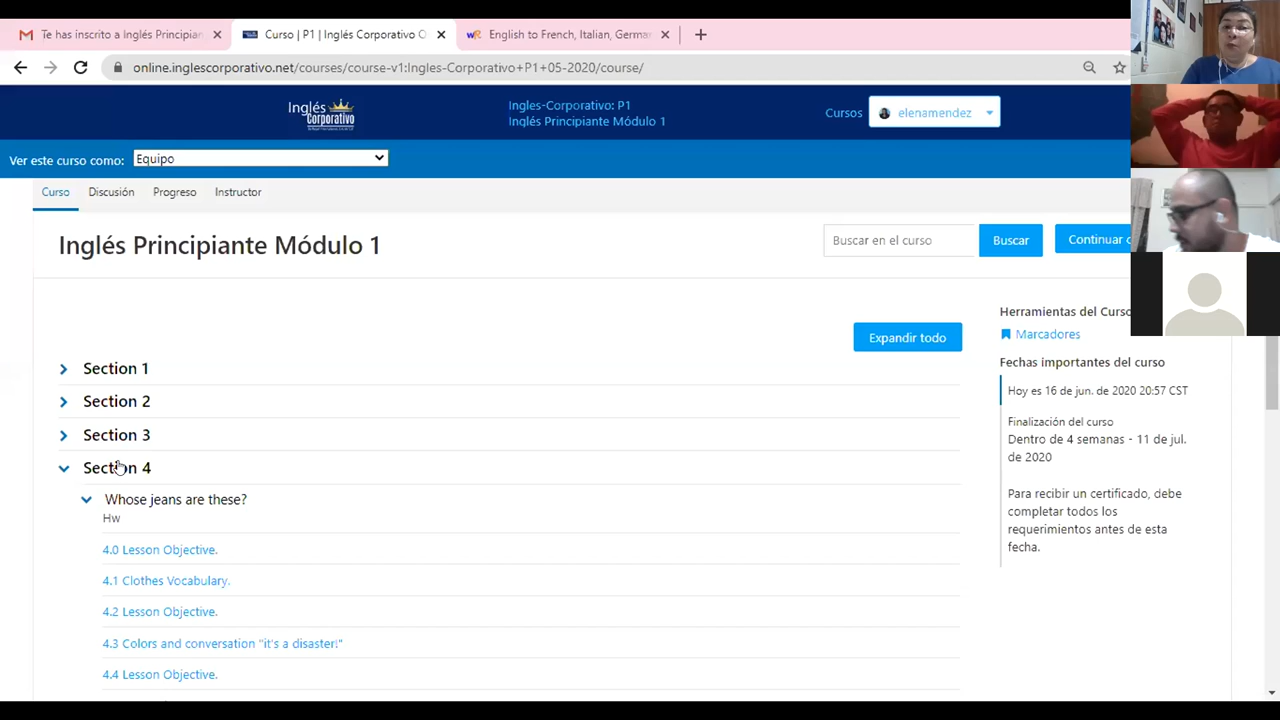 Te has inscrito a Inglés Principian
Curso | P1 | Inglés Corporativo O
English to French, Italian, Germa
online.inglescorporativo.net/courses/course-v1:Ingles-Corporativo+P1+05-2020/course/
Inglés
Corporativo
Ingles-Corporativo: P1
Inglés Principiante Módulo 1
Cursos
elenamendez
Ver este curso como:
Equipo
Curso
Discusión
Progreso
Instructor
Inglés Principiante Módulo 1
Buscar en el curso
Buscar
Continuar c
Herramientas del Curs
Marcadores
Expandir todo
Fechas importantes del curso
Hoy es 16 de jun. de 2020 20:57 CST
Finalización del curso
Dentro de 4 semanas - 11 de jul.
de 2020
Para recibir un certificado, debe
completar todos los
requerimientos antes de esta
fecha.
Section 1
Section 2
Section 3
Section 4
Whose jeans are these?
Hw
4.0 Lesson Objective.
4.1 Clothes Vocabulary.
4.2 Lesson Objective.
4.3 Colors and conversation "it's a disaster!"
4.4 Lesson Objective.